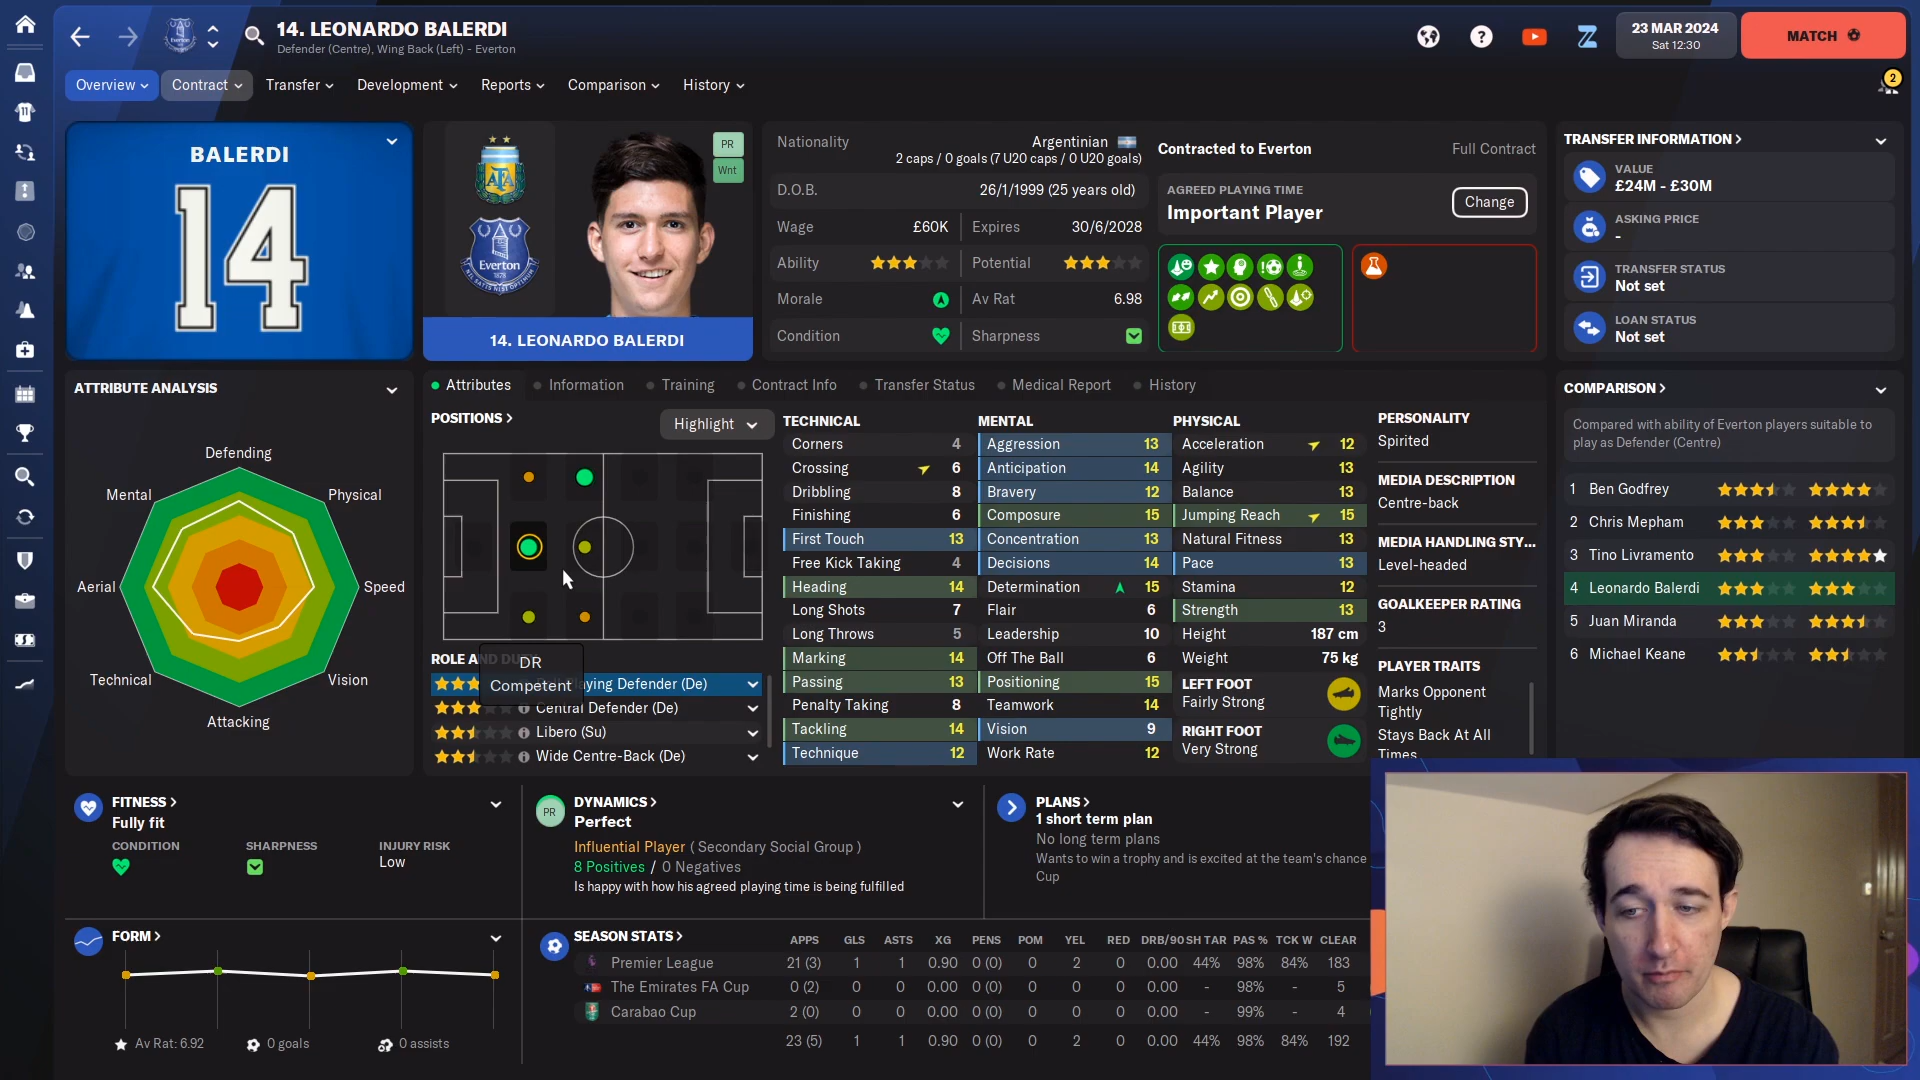 14. LEONARDO BALERDI
Defender (Centre), Wing Back (Left) - Everton
23 MAR 2024
Sat 12:30
MATCH
2
Overview
Contract
Transfer
Development
Reports
Comparison
History
BALERDI
14
AFA
Everton
1878
PR
Wnt
14. LEONARDO BALERDI
Nationality
Argentinian
2 caps / 0 goals (7 U20 caps / 0 U20 goals)
D.O.B.
26/1/1999 (25 years old)
Wage £60K Expires 30/6/2028
Ability Potential
Morale Av Rat 6.98
Condition Sharpness
Contracted to Everton
Full Contract
AGREED PLAYING TIME
Important Player
Change
TRANSFER INFORMATION >
VALUE
£24M - £30M
ASKING PRICE
-
TRANSFER STATUS
Not set
LOAN STATUS
Not set
ATTRIBUTE ANALYSIS
Defending
Mental
Physical
Aerial
Speed
Technical
Vision
Attacking
Attributes
Information
Training
Contract Info
Transfer Status
Medical Report
History
POSITIONS >
Highlight
ROLE A
DR
Competent
laying Defender (De)
Central Defender (De)
Libero (Su)
Wide Centre-Back (De)
TECHNICAL
Corners 4
Crossing 6
Dribbling 8
Finishing 6
First Touch 13
Free Kick Taking 4
Heading 14
Long Shots 7
Long Throws 5
Marking 14
Passing 13
Penalty Taking 8
Tackling 14
Technique 12
MENTAL
Aggression 13
Anticipation 14
Bravery 12
Composure 15
Concentration 13
Decisions 14
Determination 15
Flair 6
Leadership 10
Off The Ball 6
Positioning 15
Teamwork 14
Vision 9
Work Rate 12
PHYSICAL
Acceleration 12
Agility 13
Balance 13
Jumping Reach 15
Natural Fitness 13
Pace 13
Stamina 12
Strength 13
Height 187 cm
Weight 75 kg
LEFT FOOT
Fairly Strong
RIGHT FOOT
Very Strong
PERSONALITY
Spirited
MEDIA DESCRIPTION
Centre-back
MEDIA HANDLING STY...
Level-headed
GOALKEEPER RATING
3
PLAYER TRAITS
Marks Opponent
Tightly
Stays Back At All
Times
COMPARISON >
Compared with ability of Everton players suitable to
play as Defender (Centre)
1 Ben Godfrey
2 Chris Mepham
3 Tino Livramento
4 Leonardo Balerdi
5 Juan Miranda
6 Michael Keane
FITNESS >
Fully fit
CONDITION SHARPNESS INJURY RISK
Low
PR
DYNAMICS >
Perfect
Influential Player ( Secondary Social Group )
8 Positives / 0 Negatives
Is happy with how his agreed playing time is being fulfilled
PLANS >
1 short term plan
No long term plans
Wants to win a trophy and is excited at the team's chance
Cup
FORM >
Av Rat: 6.92
0 goals
0 assists
SEASON STATS > APPS GLS ASTS XG PENS POM YEL RED DRB/90 SH TAR PAS % TCK W CLEAR
Premier League 21 (3) 1 1 0.90 0 (0) 0 2 0 0.00 44% 98% 84% 183
The Emirates FA Cup 0 (2) 0 0 0.00 0 (0) 0 0 0 0.00 - 98% - 5
Carabao Cup 2 (0) 0 0 0.00 0 (0) 0 0 0 0.00 - 99% - 4
23 (5) 1 1 0.90 0 (0) 0 2 0 0.00 44% 98% 84% 192